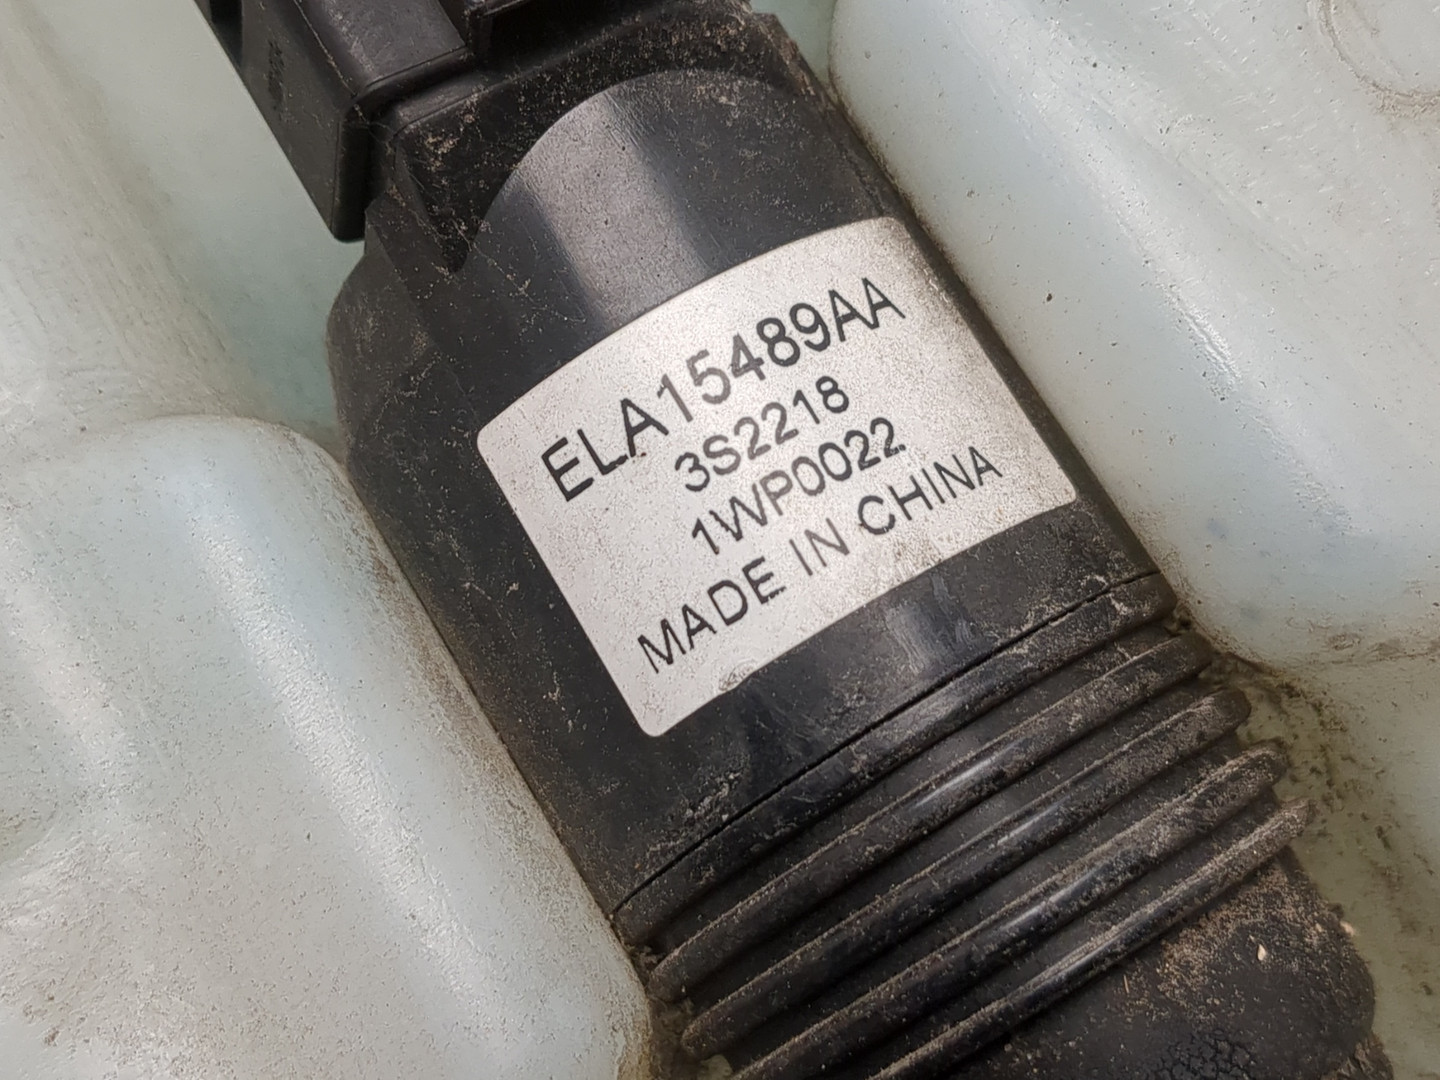 ELA15489AA
3S2218
1WP0022
MADE IN CHINA